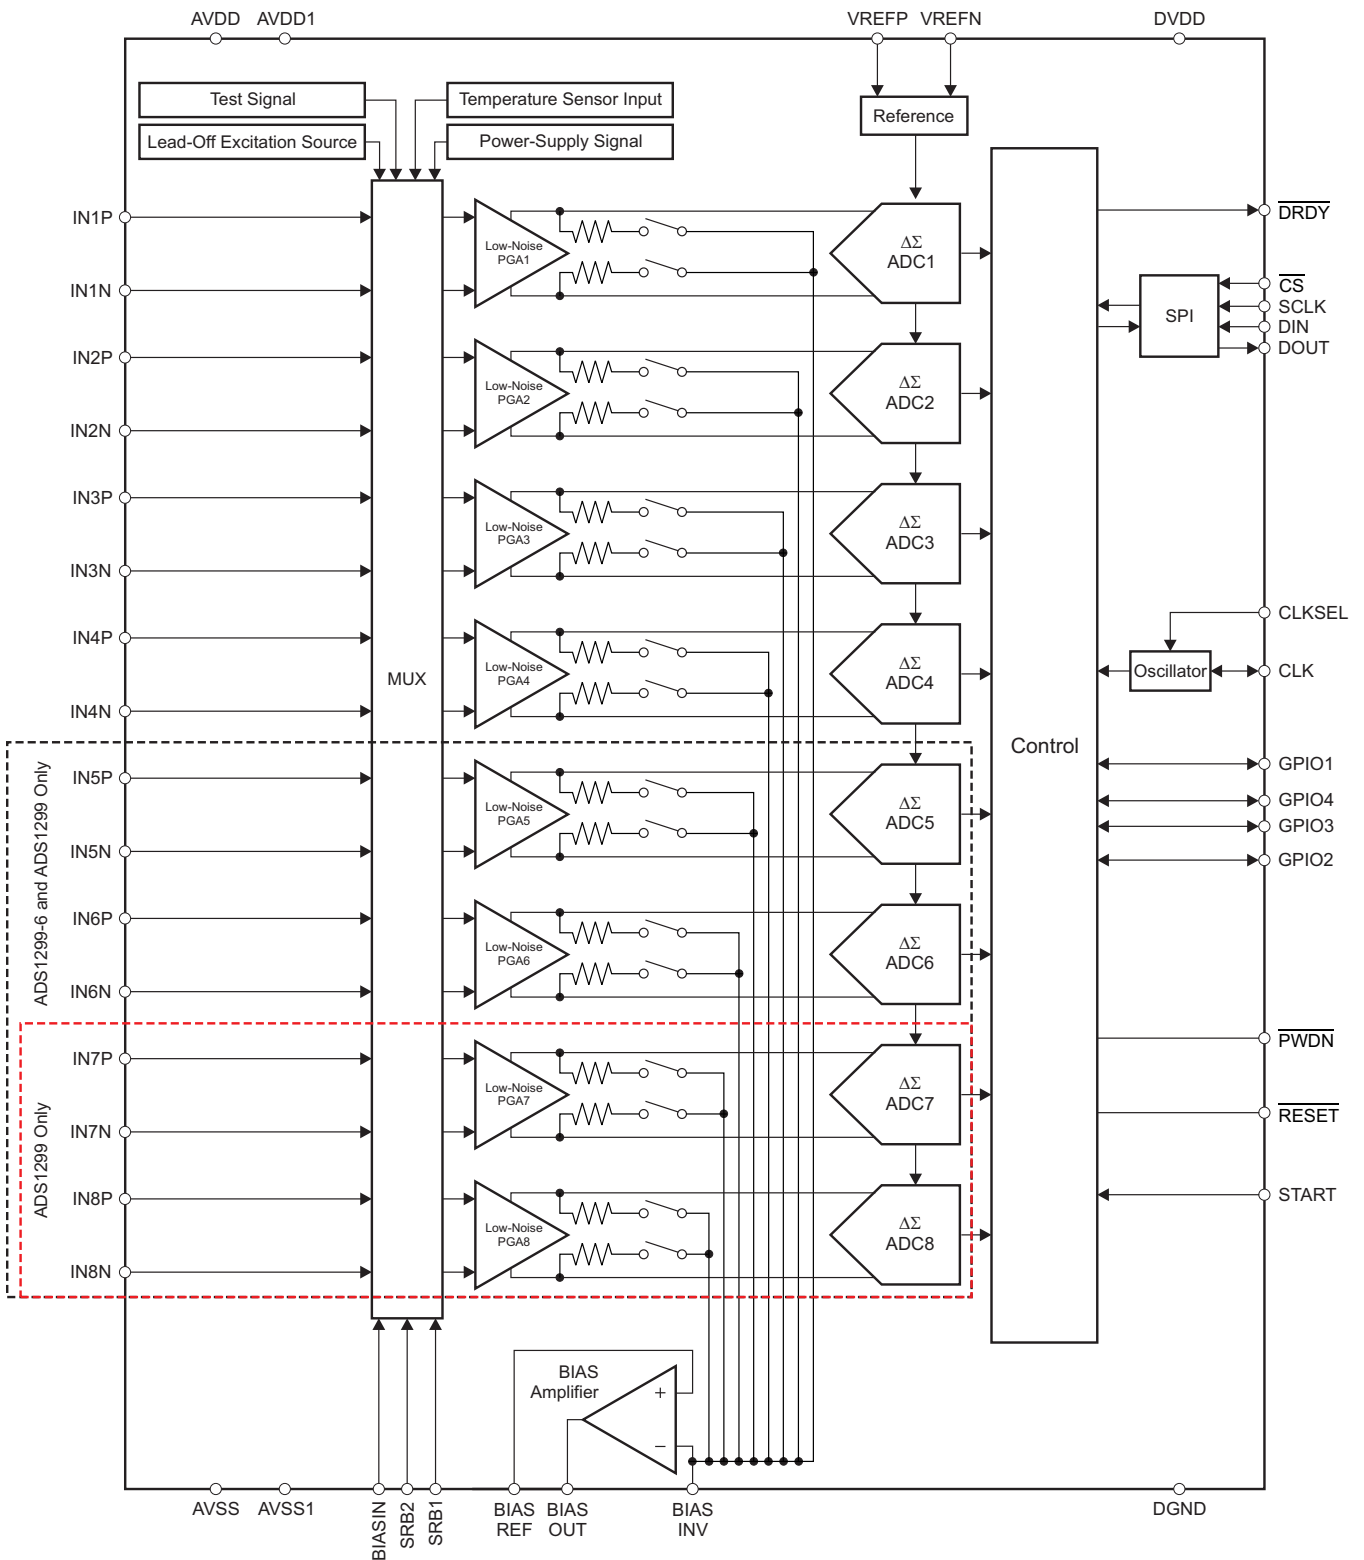 AVDD AVDD1 VREFP VREFN DVDD
Test Signal
Temperature Sensor Input
Lead-Off Excitation Source
Power-Supply Signal
Reference
IN1P
IN1N
Low-Noise
PGA1
ΔΣ
ADC1
DRDY
CS
SCLK
DIN
DOUT
SPI
IN2P
IN2N
Low-Noise
PGA2
ΔΣ
ADC2
IN3P
IN3N
Low-Noise
PGA3
ΔΣ
ADC3
CLKSEL
IN4P
IN4N
MUX
Low-Noise
PGA4
ΔΣ
ADC4
Oscillator
CLK
Control
ADS1299-6 and ADS1299 Only
IN5P
IN5N
Low-Noise
PGA5
ΔΣ
ADC5
GPIO1
GPIO4
GPIO3
GPIO2
IN6P
IN6N
Low-Noise
PGA6
ΔΣ
ADC6
ADS1299 Only
IN7P
IN7N
Low-Noise
PGA7
ΔΣ
ADC7
PWDN
RESET
IN8P
IN8N
Low-Noise
PGA8
ΔΣ
ADC8
START
BIAS
Amplifier
+
−
AVSS AVSS1
BIASIN
SRB2
SRB1
BIAS
REF
BIAS
OUT
BIAS
INV
DGND